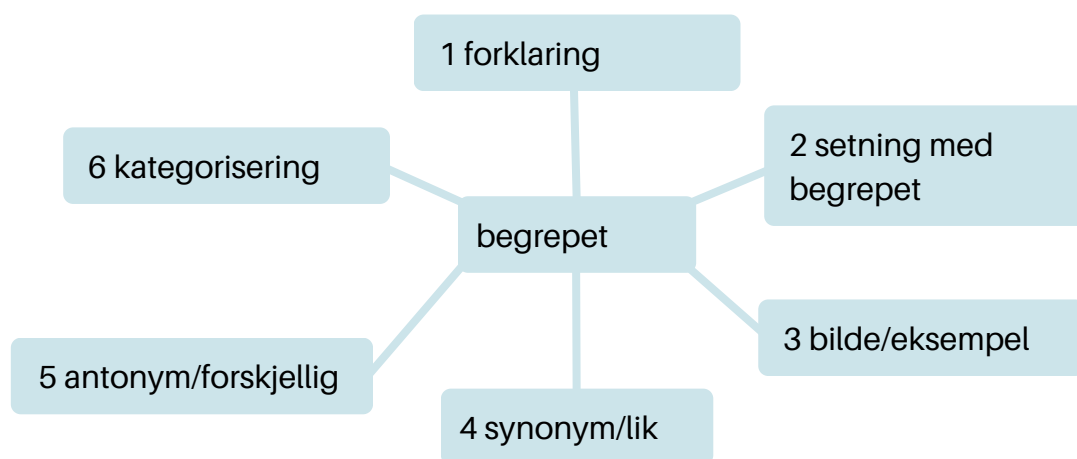 1 forklaring
2 setning med
begrepet
6 kategorisering
begrepet
3 bilde/eksempel
5 antonym/forskjellig
4 synonym/lik